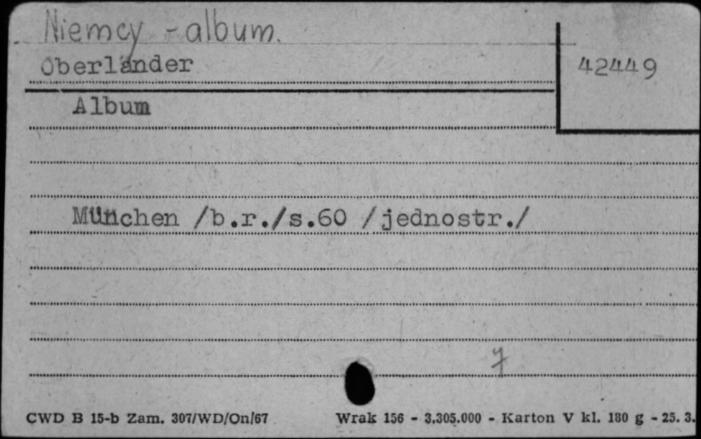 Niemcy - album.
Oberländer
42449
Album
München /b.r./s.60 /jednostr./
7
CWD B 15-b Zam. 307/WD/On/67 Wrak 156 - 3.305.000 - Karton V kl. 180 g - 25. 3.